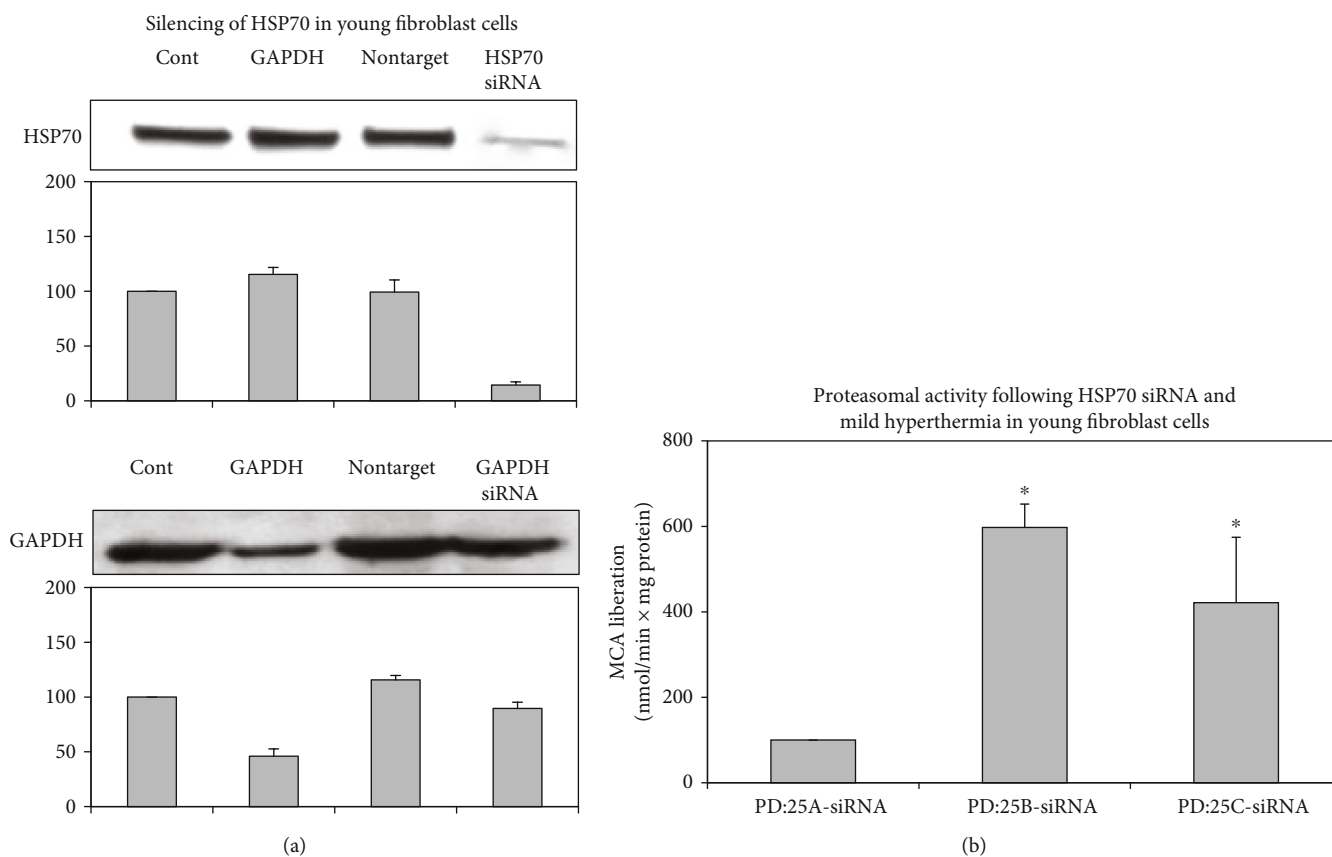 Silencing of HSP70 in young fibroblast cells
Cont GAPDH Nontarget HSP70
siRNA
HSP70
200
150
100
50
0
Cont GAPDH Nontarget GAPDH
siRNA
GAPDH
200
150
100
50
0
(a)
Proteasomal activity following HSP70 siRNA and
mild hyperthermia in young fibroblast cells
MCA liberation
(nmol/min × mg protein)
800
600
400
200
0
*
*
PD:25A-siRNA PD:25B-siRNA PD:25C-siRNA
(b)